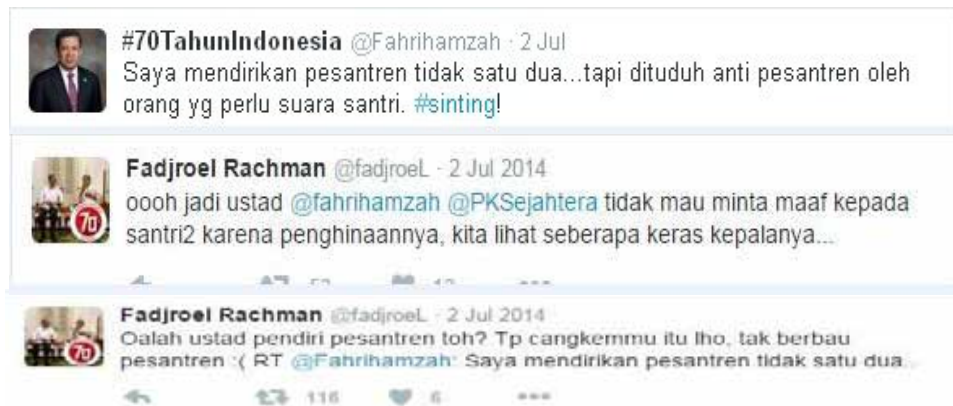 #70TahunIndonesia @Fahrihamzah · 2 Jul
Saya mendirikan pesantren tidak satu dua...tapi dituduh anti pesantren oleh
orang yg perlu suara santri. #sinting!
Fadjroel Rachman @fadjroeL · 2 Jul 2014
70
oooh jadi ustad @fahrihamzah @PKSejahtera tidak mau minta maaf kepada
santri2 karena penghinaannya, kita lihat seberapa keras kepalanya...
Fadjroel Rachman @fadjroeL · 2 Jul 2014
70
Oalah ustad pendiri pesantren toh? Tp cangkemmu itu lho, tak berbau
pesantren :( RT @Fahrihamzah: Saya mendirikan pesantren tidak satu dua...
116 6